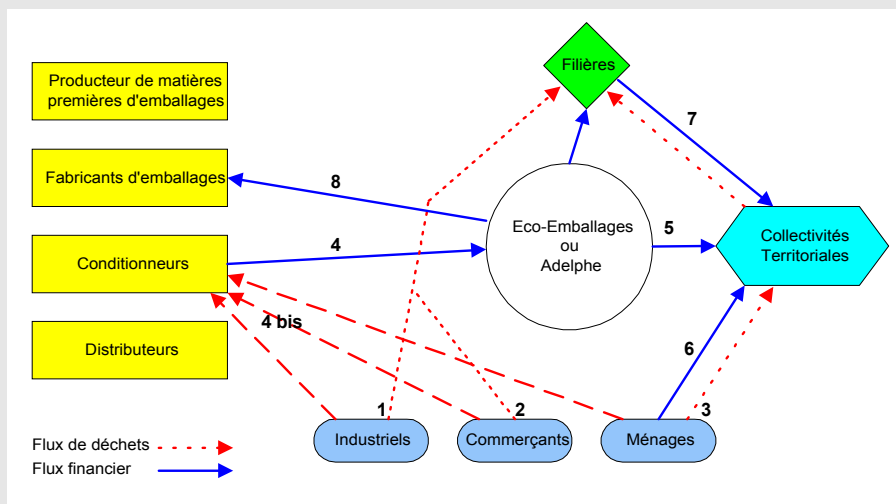 Filières
Producteur de matières
premières d'emballages
7
Fabricants d'emballages
8
Eco-Emballages
ou
Adelphe
5
Collectivités
Territoriales
Conditionneurs
4
4 bis
Distributeurs
6
1
2
3
Industriels
Commerçants
Ménages
Flux de déchets
Flux financier